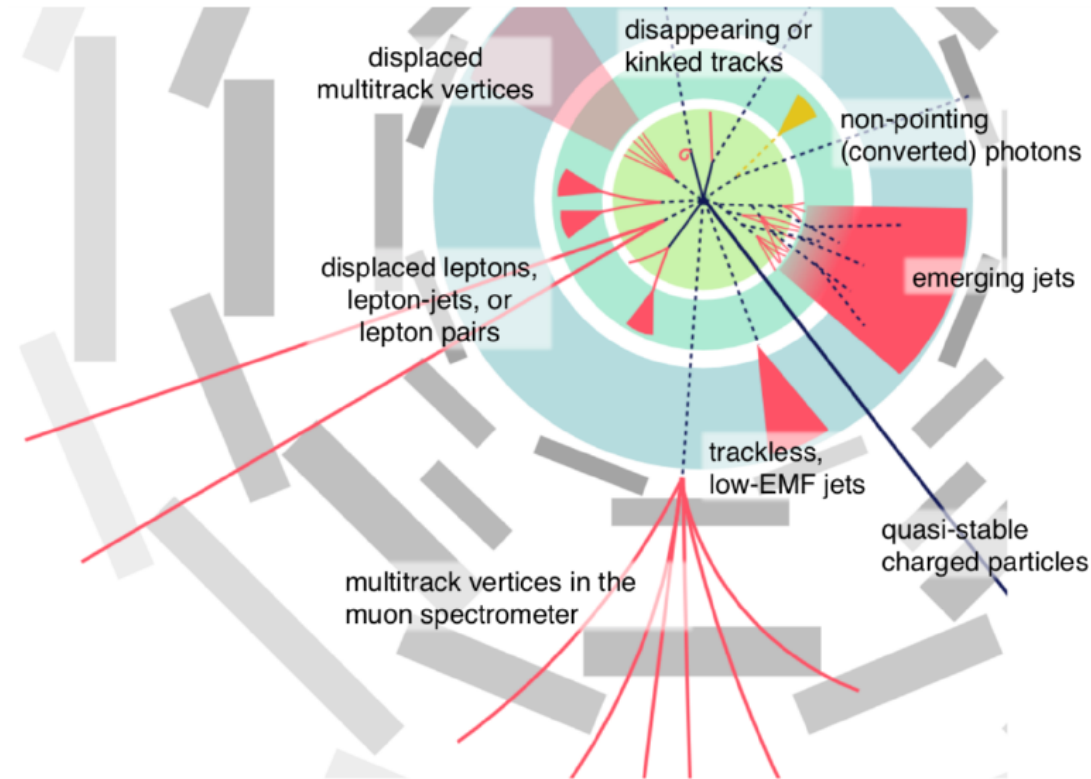 disappearing or
kinked tracks
displaced
multitrack vertices
non-pointing
(converted) photons
displaced leptons,
lepton-jets, or
lepton pairs
emerging jets
trackless,
low-EMF jets
quasi-stable
charged particles
multitrack vertices in the
muon spectrometer